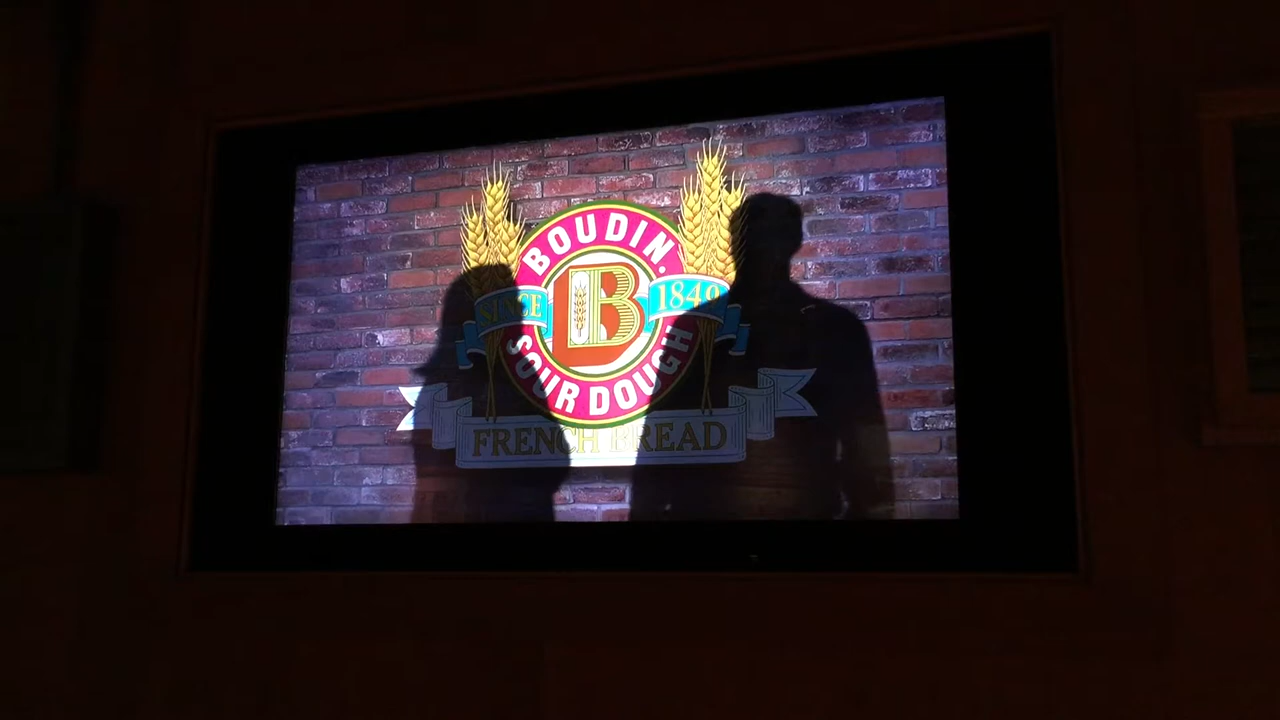 BOUDIN.
SINCE
1849
B
SOUR DOUGH
FRENCH BREAD